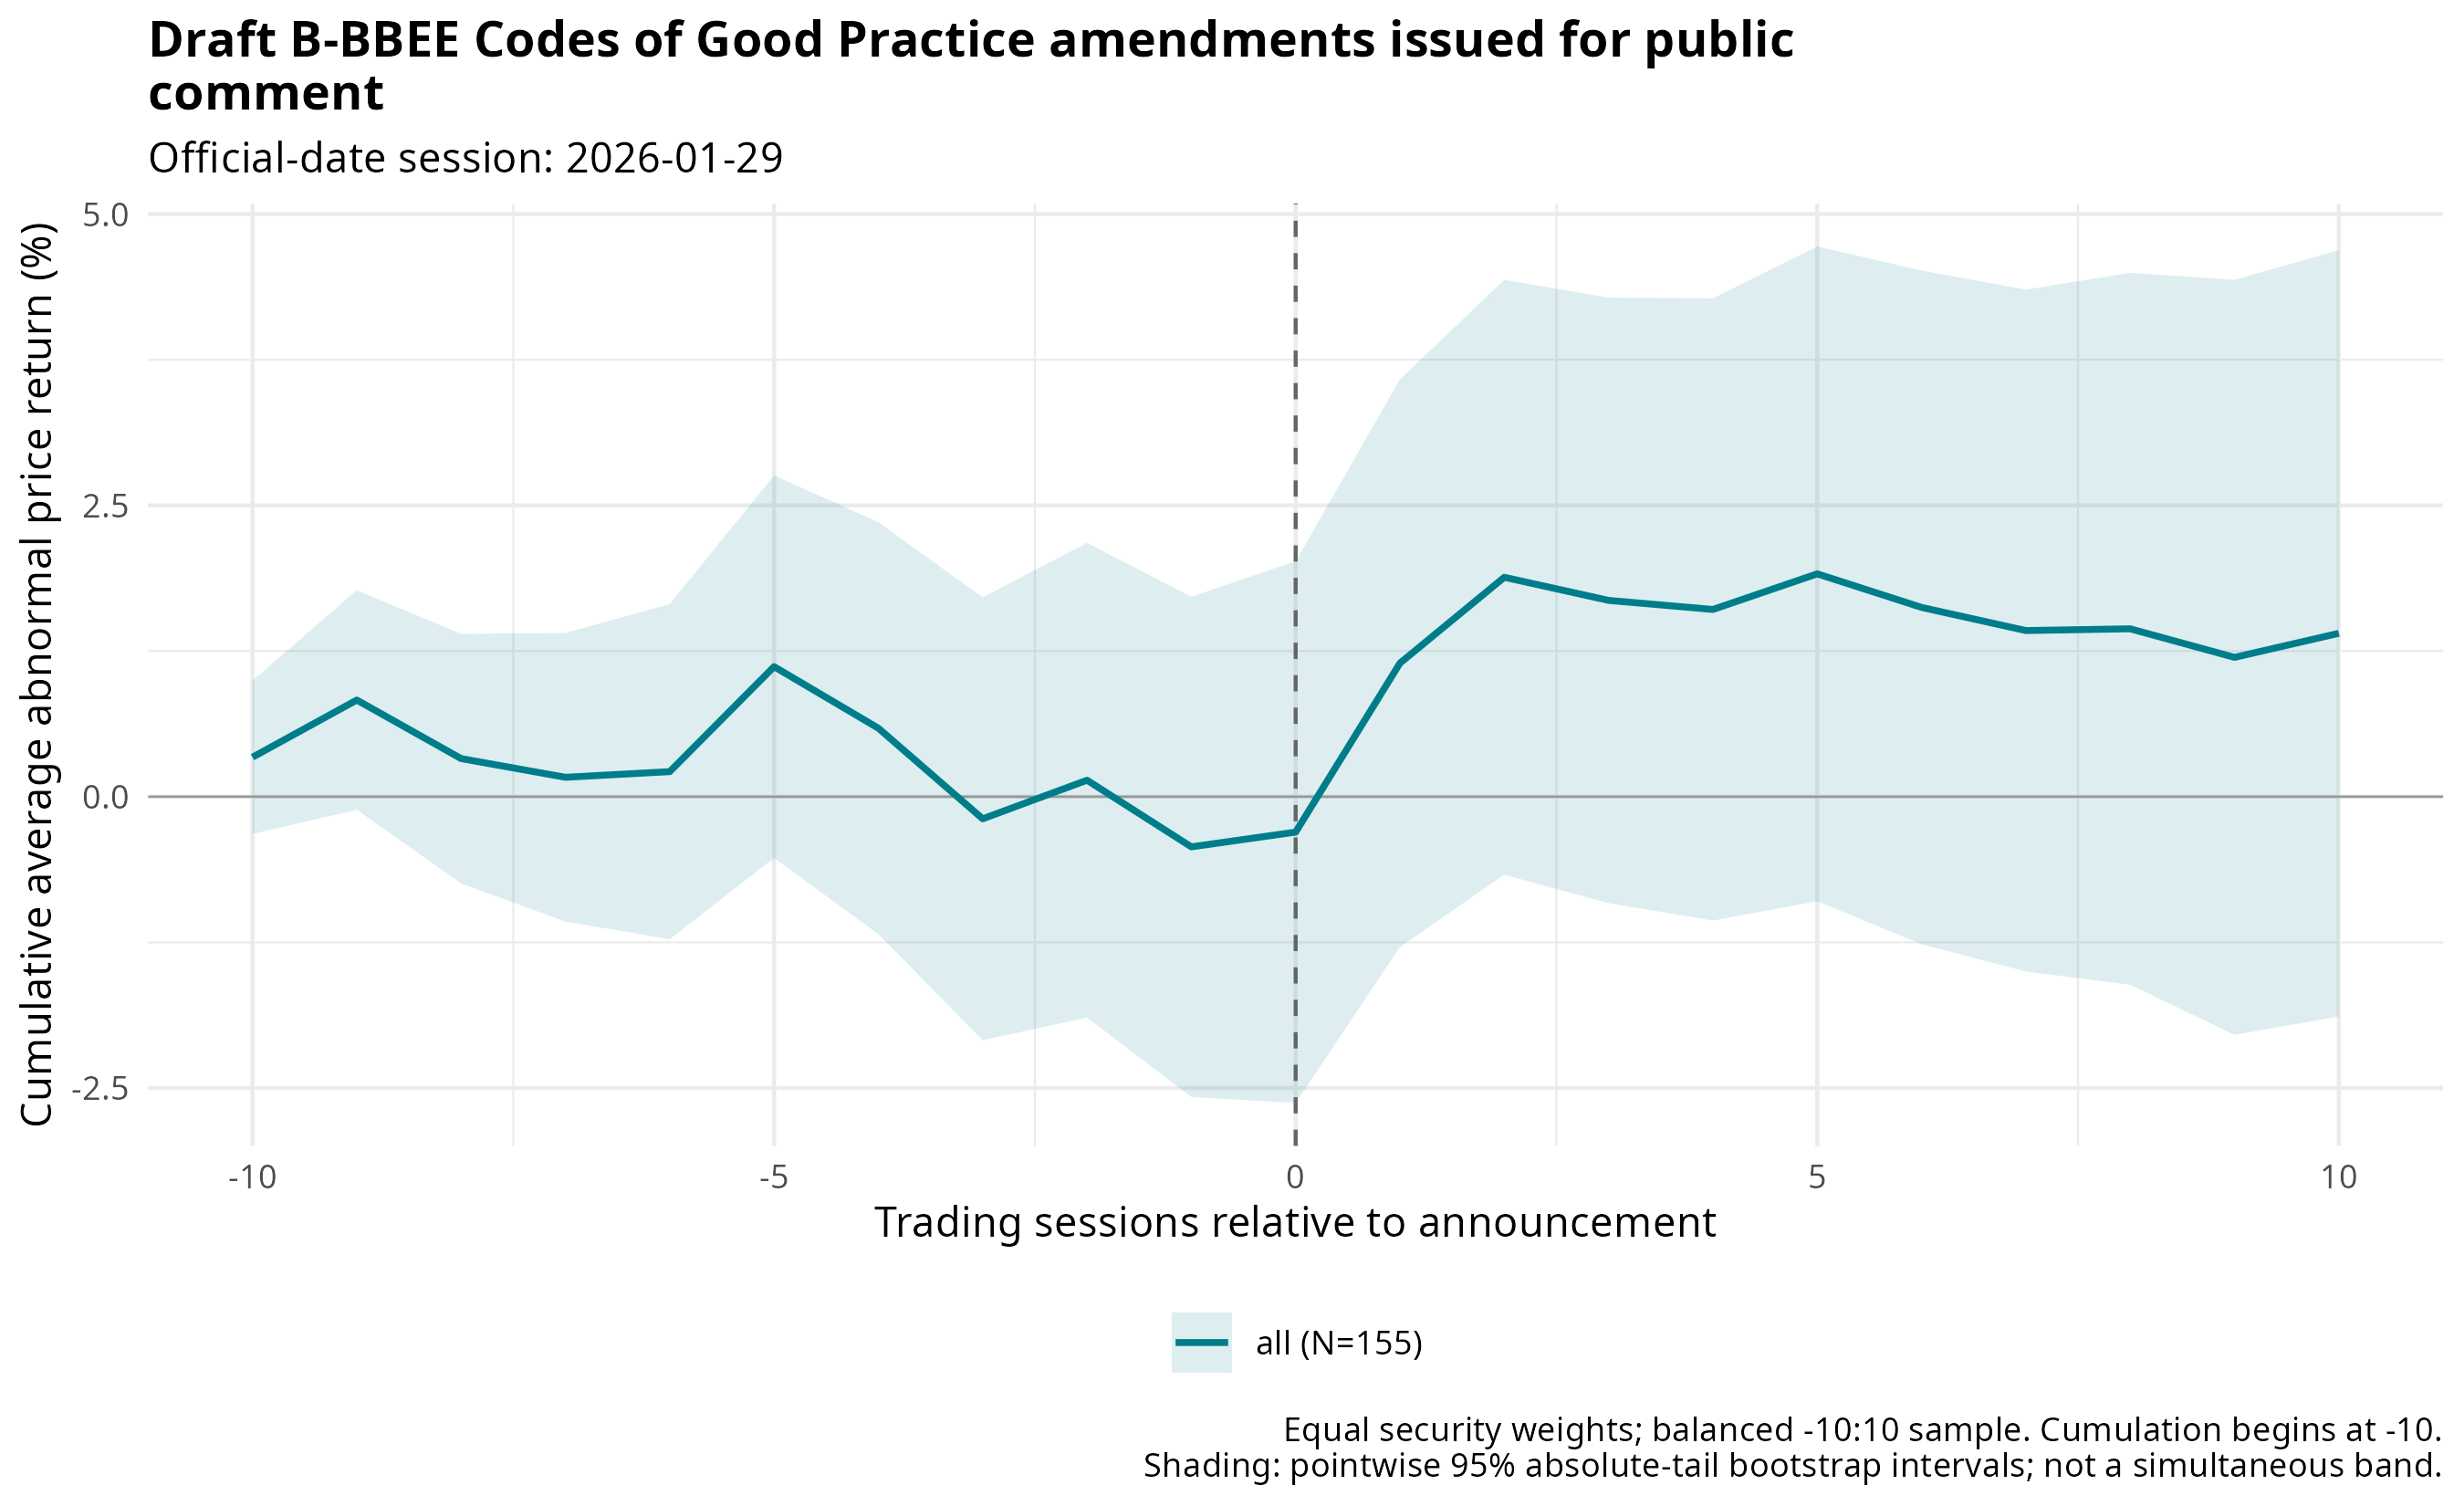 Draft B-BBEE Codes of Good Practice amendments issued for public
comment
Official-date session: 2026-01-29
Cumulative average abnormal price return (%)
5.0
2.5
0.0
-2.5
-10
-5
0
5
10
Trading sessions relative to announcement
all (N=155)
Equal security weights; balanced -10:10 sample. Cumulation begins at -10.
Shading: pointwise 95% absolute-tail bootstrap intervals; not a simultaneous band.